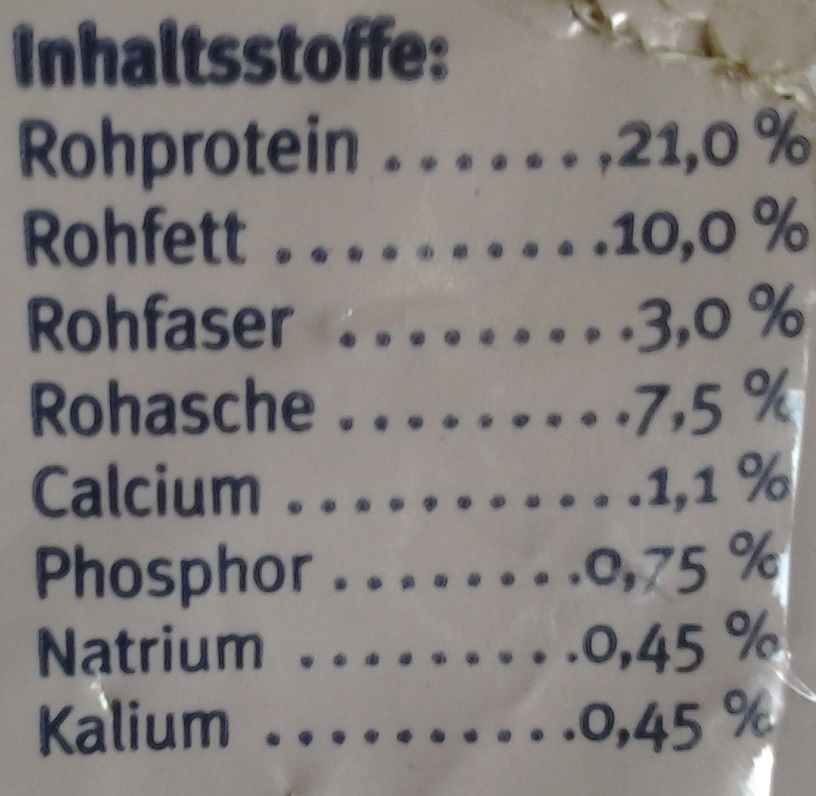 Inhaltsstoffe:
Rohprotein .......21,0 %
Rohfett ..........10,0 %
Rohfaser .........3,0 %
Rohasche .........7,5 %
Calcium ...........1,1 %
Phosphor ........0,75 %
Natrium .........0,45 %
Kalium ..........0,45 %